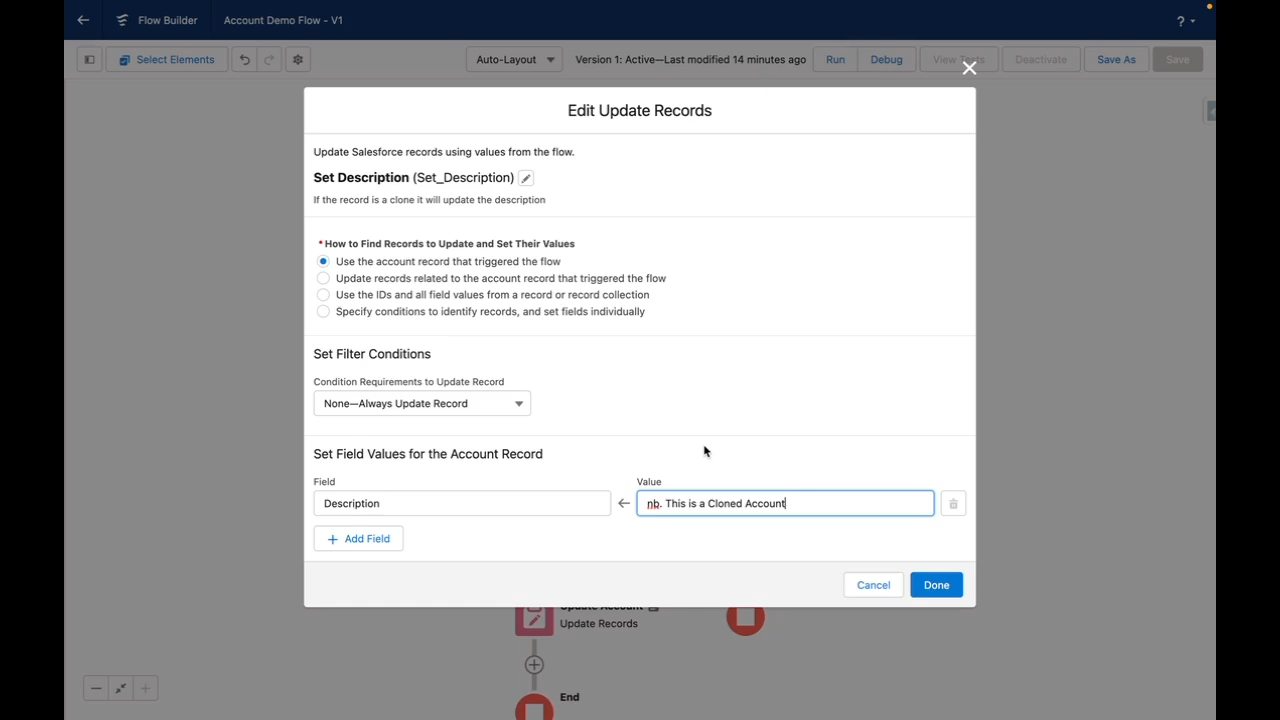 Flow Builder
Account Demo Flow - V1
?
Select Elements
Auto-Layout
Version 1: Active—Last modified 14 minutes ago
Run
Debug
View Tests
Deactivate
Save As
Save
Edit Update Records
Update Salesforce records using values from the flow.
Set Description (Set_Description)
If the record is a clone it will update the description
*How to Find Records to Update and Set Their Values
Use the account record that triggered the flow
Update records related to the account record that triggered the flow
Use the IDs and all field values from a record or record collection
Specify conditions to identify records, and set fields individually
Set Filter Conditions
Condition Requirements to Update Record
None—Always Update Record
Set Field Values for the Account Record
Field
Value
Description
nb. This is a Cloned Account
Add Field
Cancel
Done
Update Account
Update Records
End